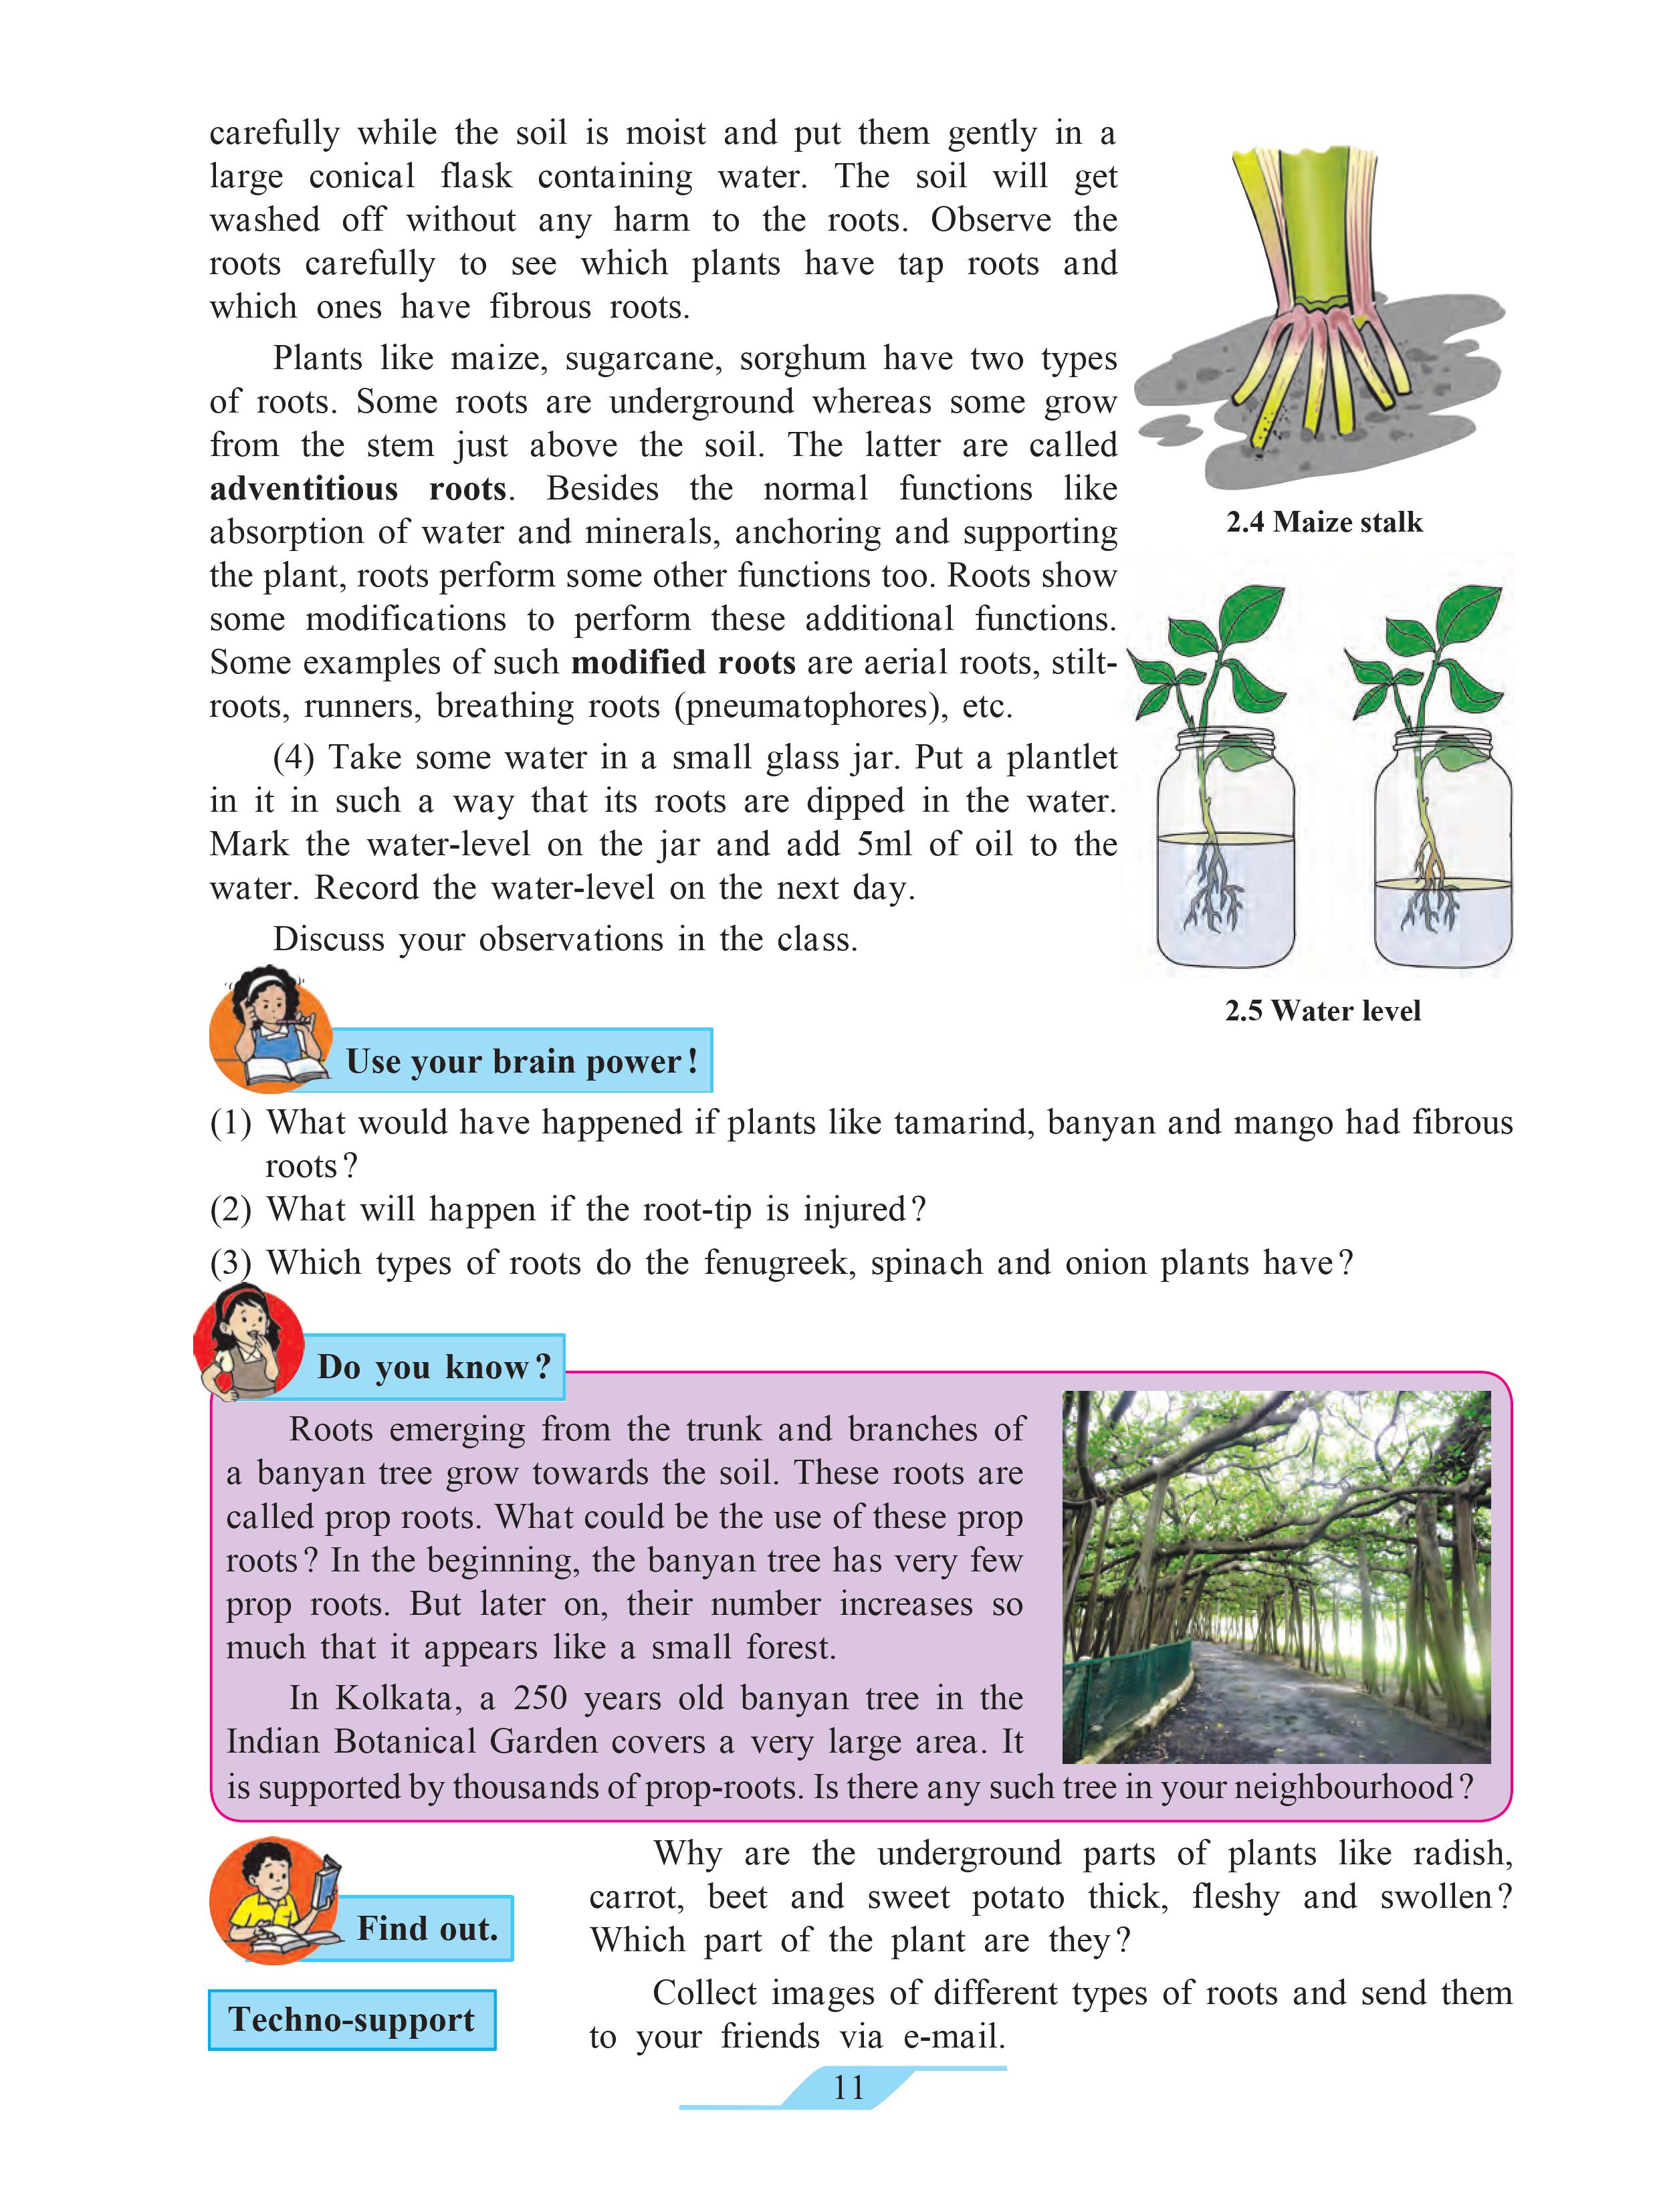 carefully while the soil is moist and put them gently in a
large conical flask containing water. The soil will get
washed off without any harm to the roots. Observe the
roots carefully to see which plants have tap roots and
which ones have fibrous roots.
Plants like maize, sugarcane, sorghum have two types
of roots. Some roots are underground whereas some grow
from the stem just above the soil. The latter are called
adventitious roots. Besides the normal functions like
absorption of water and minerals, anchoring and supporting
the plant, roots perform some other functions too. Roots show
some modifications to perform these additional functions.
Some examples of such modified roots are aerial roots, stilt-
roots, runners, breathing roots (pneumatophores), etc.
(4) Take some water in a small glass jar. Put a plantlet
in it in such a way that its roots are dipped in the water.
Mark the water-level on the jar and add 5ml of oil to the
water. Record the water-level on the next day.
Discuss your observations in the class.
2.4 Maize stalk
2.5 Water level
Use your brain power!
(1) What would have happened if plants like tamarind, banyan and mango had fibrous
roots?
(2) What will happen if the root-tip is injured?
(3) Which types of roots do the fenugreek, spinach and onion plants have?
Do you know?
Roots emerging from the trunk and branches of
a banyan tree grow towards the soil. These roots are
called prop roots. What could be the use of these prop
roots? In the beginning, the banyan tree has very few
prop roots. But later on, their number increases so
much that it appears like a small forest.
In Kolkata, a 250 years old banyan tree in the
Indian Botanical Garden covers a very large area. It
is supported by thousands of prop-roots. Is there any such tree in your neighbourhood?
Find out.
Why are the underground parts of plants like radish,
carrot, beet and sweet potato thick, fleshy and swollen?
Which part of the plant are they?
Techno-support
Collect images of different types of roots and send them
to your friends via e-mail.
11